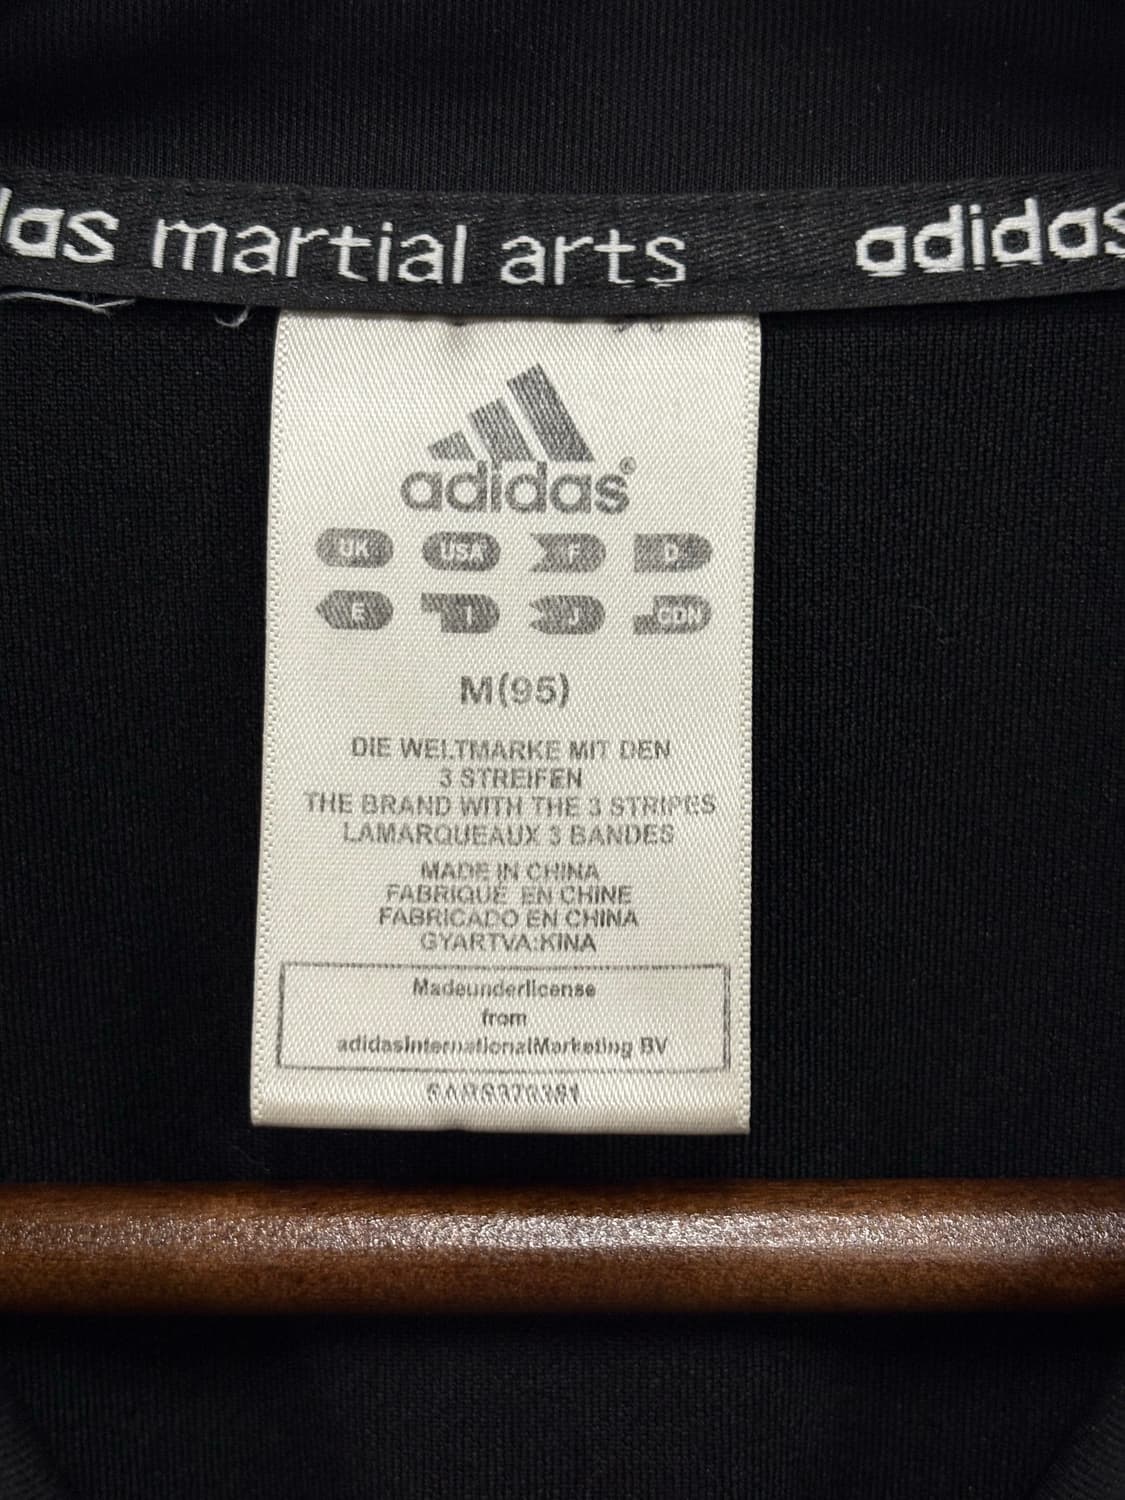 das martial arts adidas
adidas®
UK USA F D
E I J CDN
M(95)
DIE WELTMARKE MIT DEN
3 STREIFEN
THE BRAND WITH THE 3 STRIPES
LAMARQUEAUX 3 BANDES
MADE IN CHINA
FABRIQUE EN CHINE
FABRICADO EN CHINA
GYARTVA:KINA
Madeunderlicense
from
adidasInternationalMarketing BV